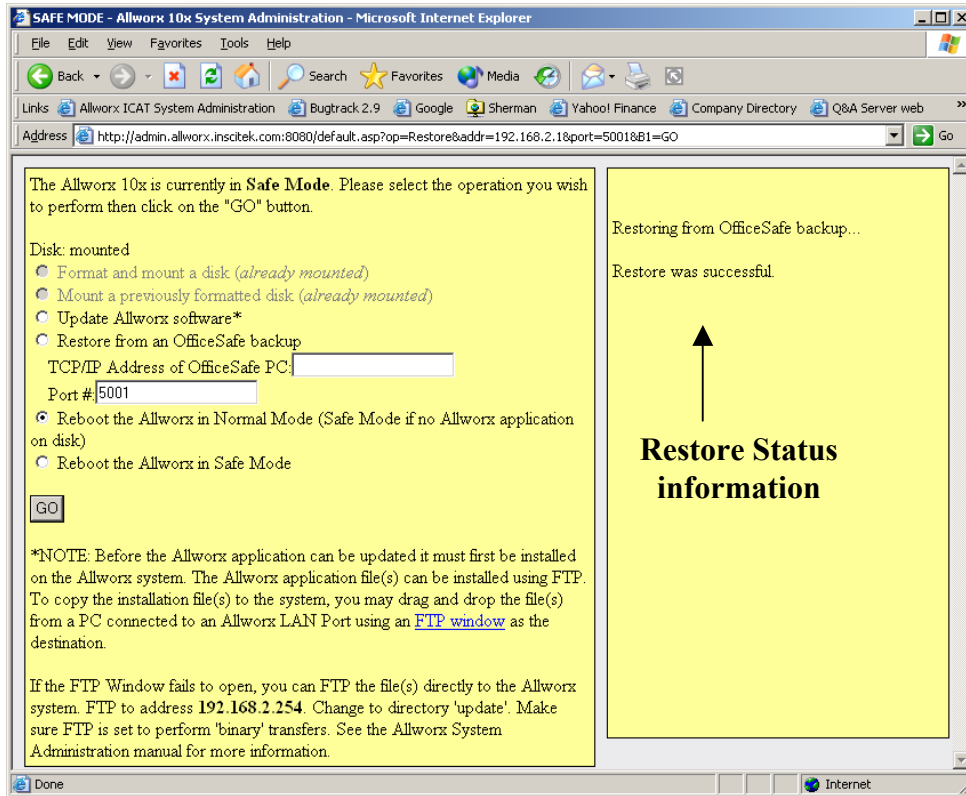 SAFE MODE - Allworx 10x System Administration - Microsoft Internet Explorer
File Edit View Favorites Tools Help
Back Search Favorites Media
Links Allworx ICAT System Administration Bugtrack 2.9 Google Sherman Yahoo! Finance Company Directory Q&A Server web »
Address http://admin.allworx.inscitek.com:8080/default.asp?op=Restore&addr=192.168.2.1&port=5001&B1=GO Go
The Allworx 10x is currently in Safe Mode. Please select the operation you wish
to perform then click on the "GO" button.
Disk: mounted
Format and mount a disk (already mounted)
Mount a previously formatted disk (already mounted)
Update Allworx software*
Restore from an OfficeSafe backup
TCP/IP Address of OfficeSafe PC:
Port #: 5001
Reboot the Allworx in Normal Mode (Safe Mode if no Allworx application
on disk)
Reboot the Allworx in Safe Mode
GO
*NOTE: Before the Allworx application can be updated it must first be installed
on the Allworx system. The Allworx application file(s) can be installed using FTP.
To copy the installation file(s) to the system, you may drag and drop the file(s)
from a PC connected to an Allworx LAN Port using an FTP window as the
destination.
If the FTP Window fails to open, you can FTP the file(s) directly to the Allworx
system. FTP to address 192.168.2.254. Change to directory 'update'. Make
sure FTP is set to perform 'binary' transfers. See the Allworx System
Administration manual for more information.
Restoring from OfficeSafe backup...
Restore was successful.
Restore Status
information
Done Internet